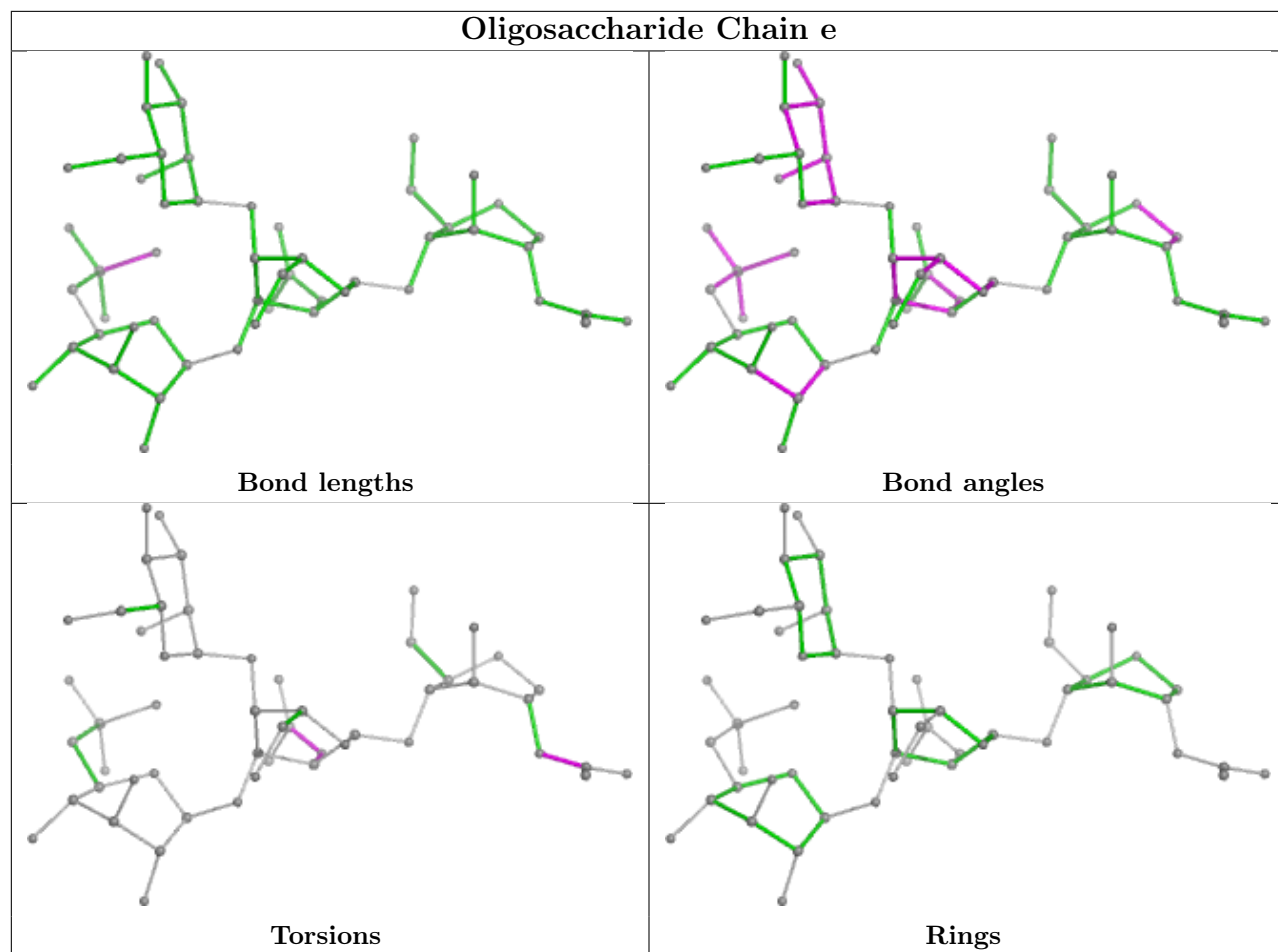 Oligosaccharide Chain e
Bond lengths
Bond angles
Torsions
Rings